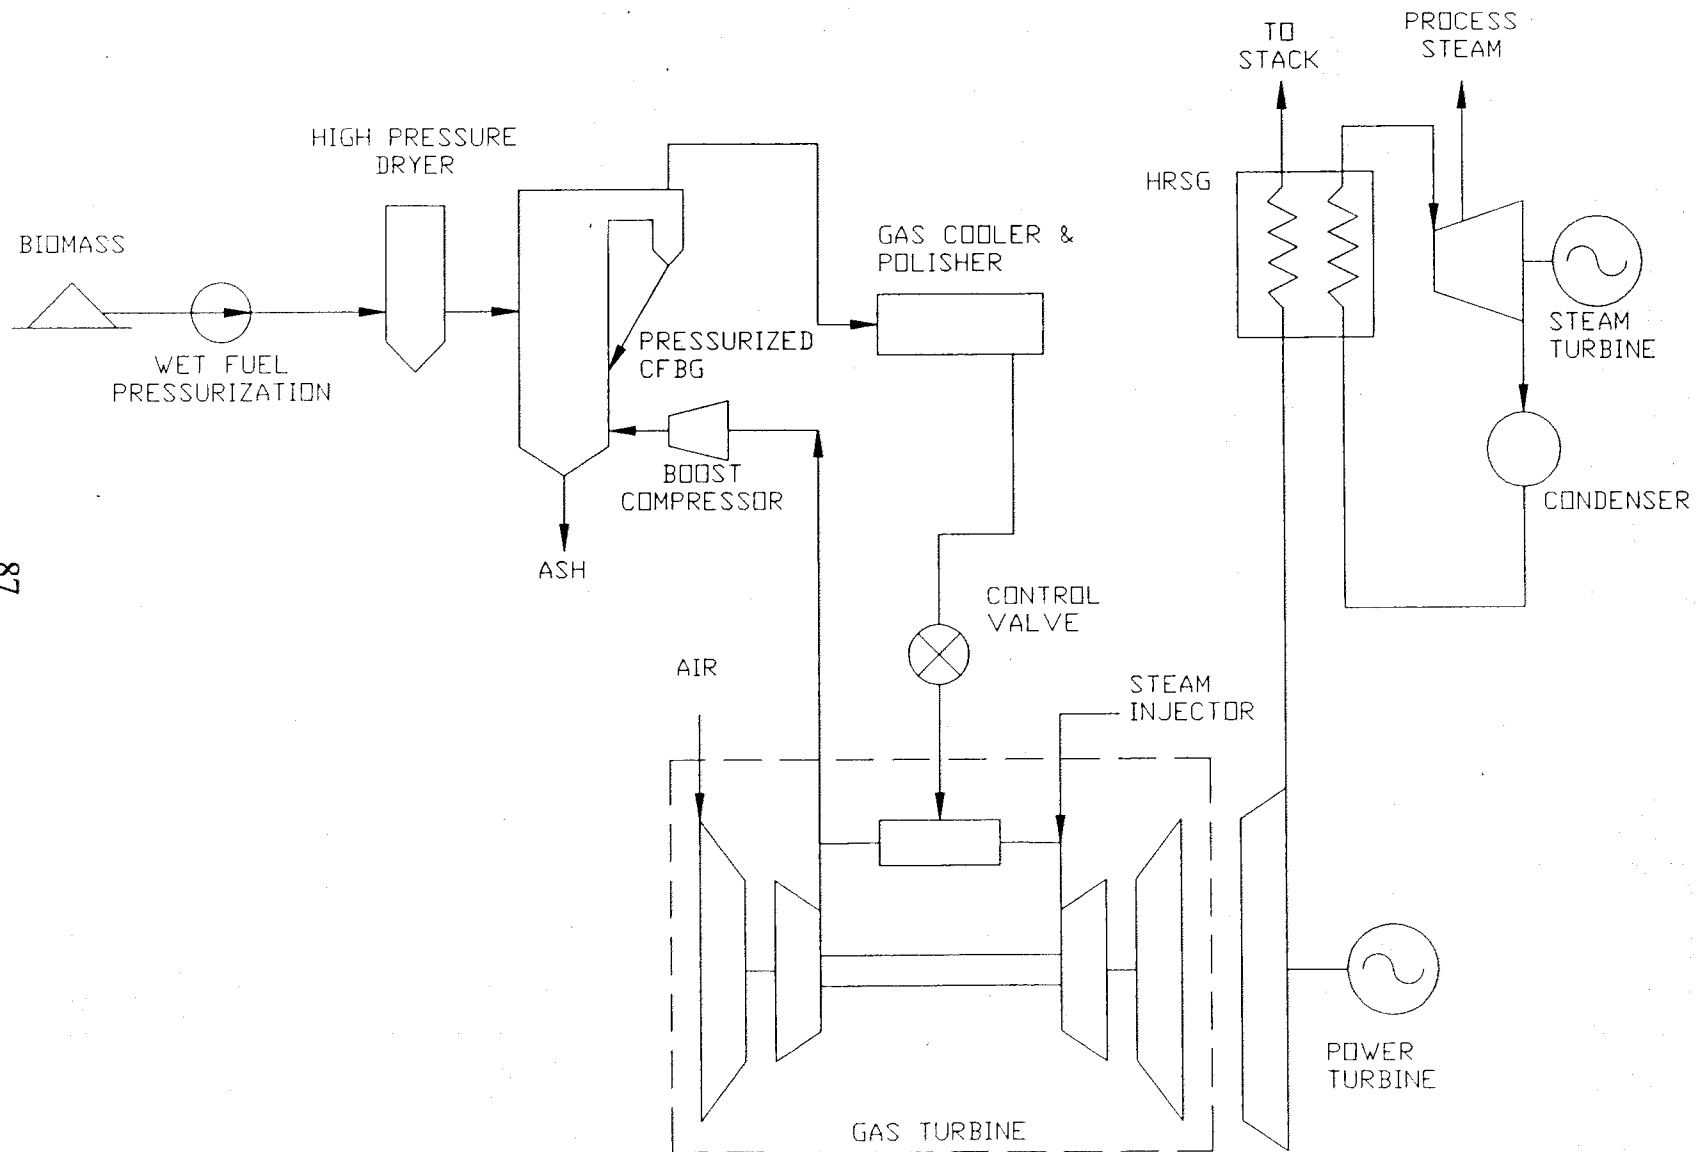 TO
STACK
PROCESS
STEAM
HIGH PRESSURE
DRYER
HRSG
BIOMASS
GAS COOLER &
POLISHER
STEAM
TURBINE
PRESSURIZED
CFBG
WET FUEL
PRESSURIZATION
BOOST
COMPRESSOR
CONDENSER
ASH
87
CONTROL
VALVE
AIR
STEAM
INJECTOR
POWER
TURBINE
GAS TURBINE